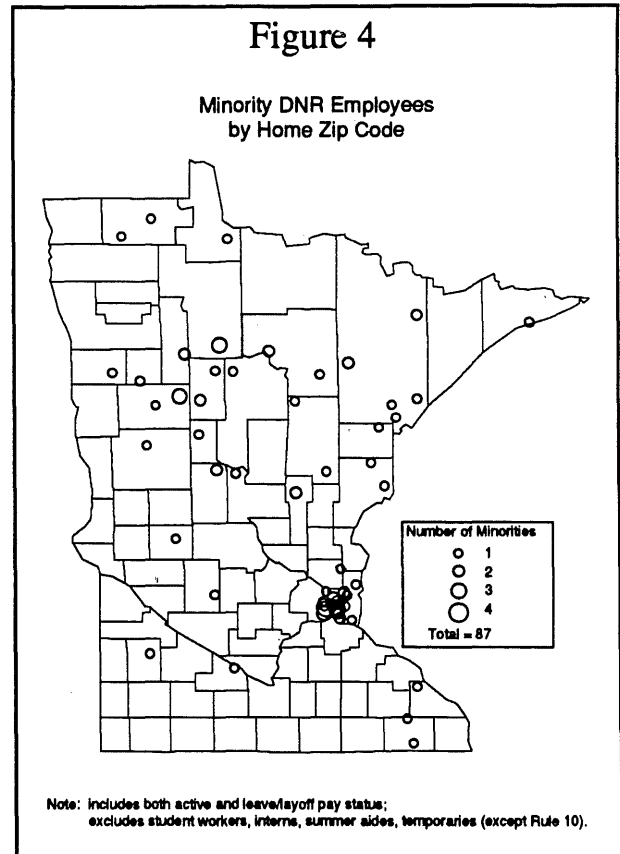 Figure 4
Minority DNR Employees
by Home Zip Code
Number of Minorities
1
2
3
4
Total = 87
Note: includes both active and leave/layoff pay status;
excludes student workers, interns, summer aides, temporaries (except Rule 10).